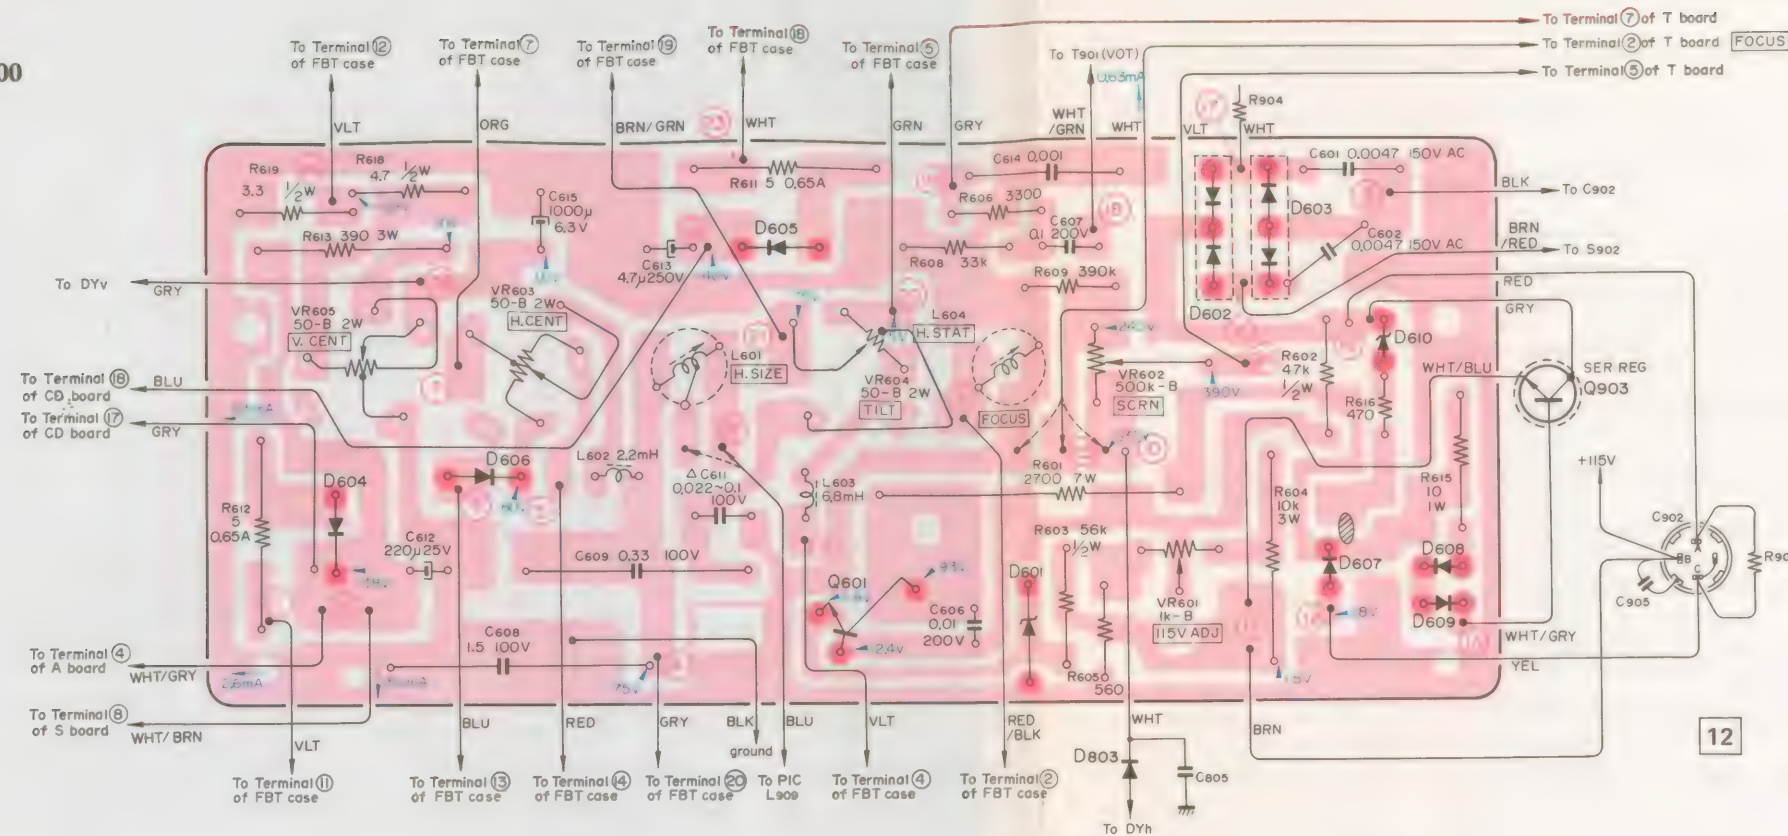 00
To Terminal ⑫
of FBT case
To Terminal ⑦
of FBT case
To Terminal ⑲
of FBT case
To Terminal ⑱
of FBT case
To Terminal ⑤
of FBT case
To T901 (VOT)
0.63mA
To Terminal ⑦ of T board
To Terminal ② of T board FOCUS
To Terminal ⑤ of T board
VLT
ORG
BRN/GRN
WHT
GRN
GRY
WHT
/GRN
WHT
VLT
WHT
R904
R619
3.3 ½W
R618
4.7 ½W
R613 390 3W
C615
1000μ
6.3V
R611 5 0.65A
D605
C613
4.7μ250V
C614 0.001
R606 3300
R608 33k
C607
0.1 200V
R609 390k
C601 0.0047 150V AC
D603
C602
0.0047 150V AC
D602
BLK
To C902
BRN
/RED
To S902
RED
GRY
To DYv
GRY
VR605
50-B 2W
V. CENT
VR603
50-B 2W
H.CENT
L601
H.SIZE
L604
H.STAT
VR604
50-B 2W
TILT
FOCUS
240V
VR602
500k-B
SCRN
390V
R602
47k
½W
D610
R616
470
WHT/BLU
SER REG
Q903
To Terminal ⑱
of CD board
BLU
To Terminal ⑰
of CD board
GRY
R612
5
0.65A
D604
C612
220μ25V
D606
L602 2.2mH
△ C611
0.022~0.1
100V
L603
6.8mH
C609 0.33 100V
R601
2700 7W
R603 56k
½W
D601
Q601
C606
0.01
200V
2.4V
VR601
1k-B
115V ADJ
R604
10k
3W
D607
R615
10
1W
D608
D609
+115V
C902
A
B
C
C905
R90
WHT/GRY
YEL
C608
1.5 100V
R605
560
To Terminal ④
of A board
WHT/GRY
2.6mA
To Terminal ⑧
of S board
WHT/BRN
VLT
BLU
RED
GRY
BLK
ground
BLU
VLT
RED
/BLK
WHT
BRN
D803
C805
To Terminal ⑪
of FBT case
To Terminal ⑬
of FBT case
To Terminal ⑭
of FBT case
To Terminal ⑳
of FBT case
To PIC
L909
To Terminal ④
of FBT case
To Terminal ②
of FBT case
To DYh
12